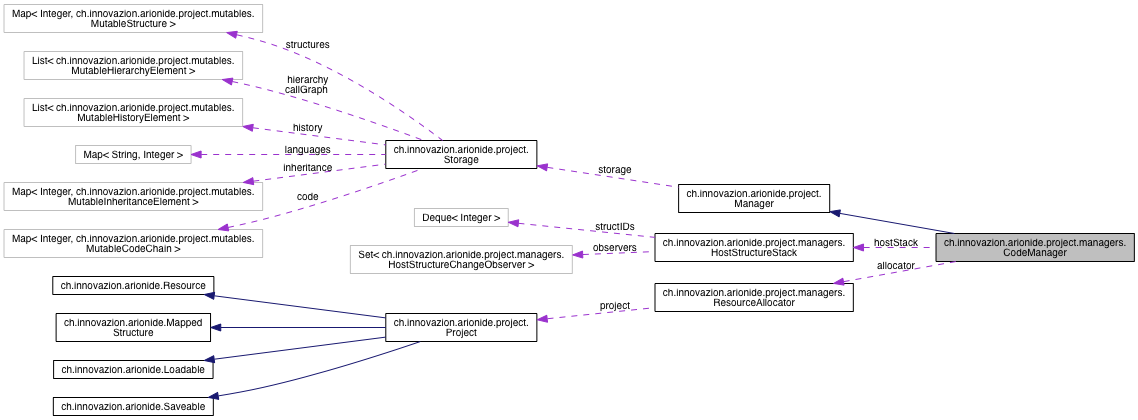 Map< Integer, ch.innovazion.arionide.project.mutables.
MutableStructure >
structures
List< ch.innovazion.arionide.project.mutables.
MutableHierarchyElement >
hierarchy
callGraph
List< ch.innovazion.arionide.project.mutables.
MutableHistoryElement >
history
Map< String, Integer >
languages
inheritance
Map< Integer, ch.innovazion.arionide.project.mutables.
MutableInheritanceElement >
code
Map< Integer, ch.innovazion.arionide.project.mutables.
MutableCodeChain >
ch.innovazion.arionide.project.
Storage
storage
ch.innovazion.arionide.project.
Manager
Deque< Integer >
structIDs
Set< ch.innovazion.arionide.project.managers.
HostStructureChangeObserver >
observers
ch.innovazion.arionide.project.managers.
HostStructureStack
hostStack
ch.innovazion.arionide.project.managers.
CodeManager
allocator
ch.innovazion.arionide.project.managers.
ResourceAllocator
project
ch.innovazion.arionide.project.
Project
ch.innovazion.arionide.Resource
ch.innovazion.arionide.Mapped
Structure
ch.innovazion.arionide.Loadable
ch.innovazion.arionide.Saveable